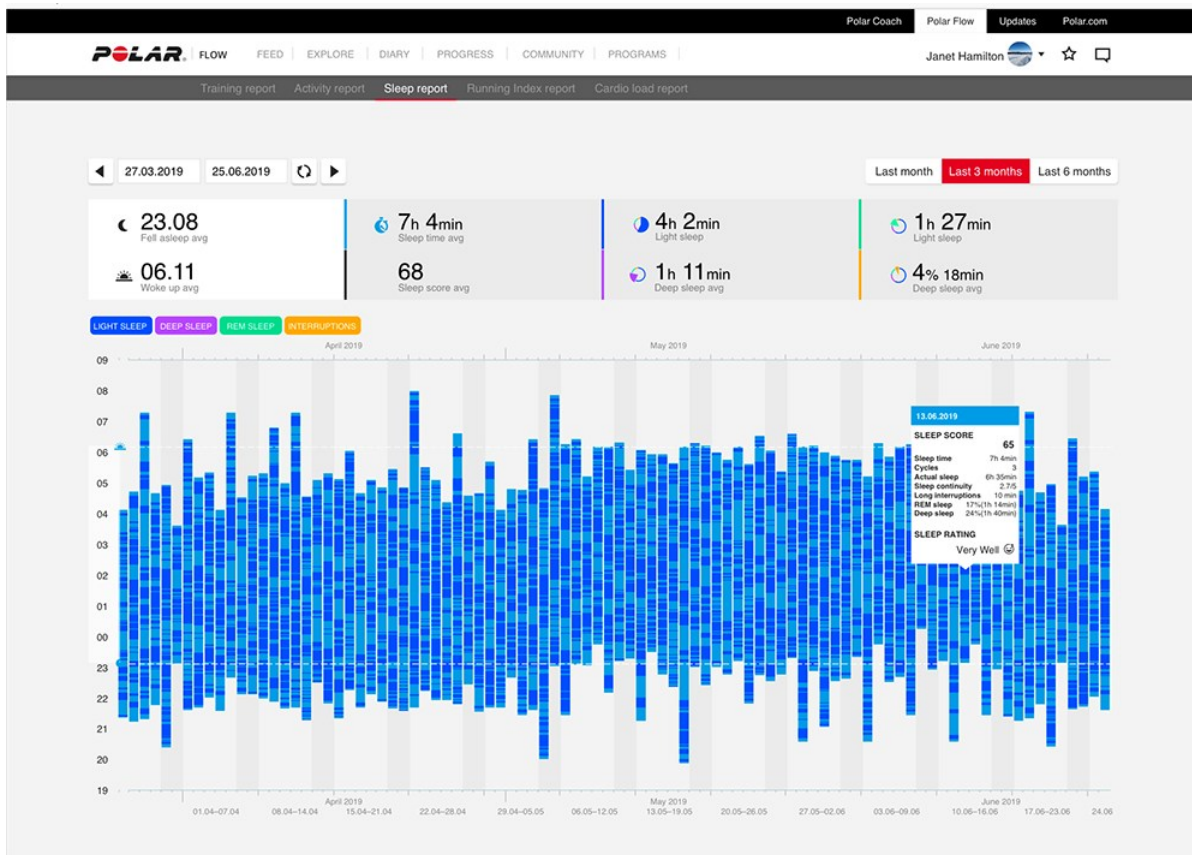 Polar Coach Polar Flow Updates Polar.com
POLAR. FLOW FEED EXPLORE DIARY PROGRESS COMMUNITY PROGRAMS Janet Hamilton
Training report Activity report Sleep report Running Index report Cardio load report
27.03.2019 25.06.2019 Last month Last 3 months Last 6 months
23.08 7h 4min 4h 2min 1h 27min
Fell asleep avg Sleep time avg Light sleep Light sleep
06.11 68 1h 11min 4% 18min
Woke up avg Sleep score avg Deep sleep avg Deep sleep avg
LIGHT SLEEP DEEP SLEEP REM SLEEP INTERRUPTIONS
April 2019 May 2019 June 2019
09
08
07
06
05
04
03
02
01
00
23
22
21
20
19
13.06.2019
SLEEP SCORE
65
Sleep time 7h 4min
Cycles 3
Actual sleep 6h 35min
Sleep continuity 2.7/5
Long interruptions 10 min
REM sleep 17%(1h 14min)
Deep sleep 24%(1h 40min)
SLEEP RATING
Very Well
April 2019 May 2019 June 2019
01.04–07.04 08.04–14.04 15.04–21.04 22.04–28.04 29.04–05.05 06.05–12.05 13.05–19.05 20.05–26.05 27.05–02.06 03.06–09.06 10.06–16.06 17.06–23.06 24.06